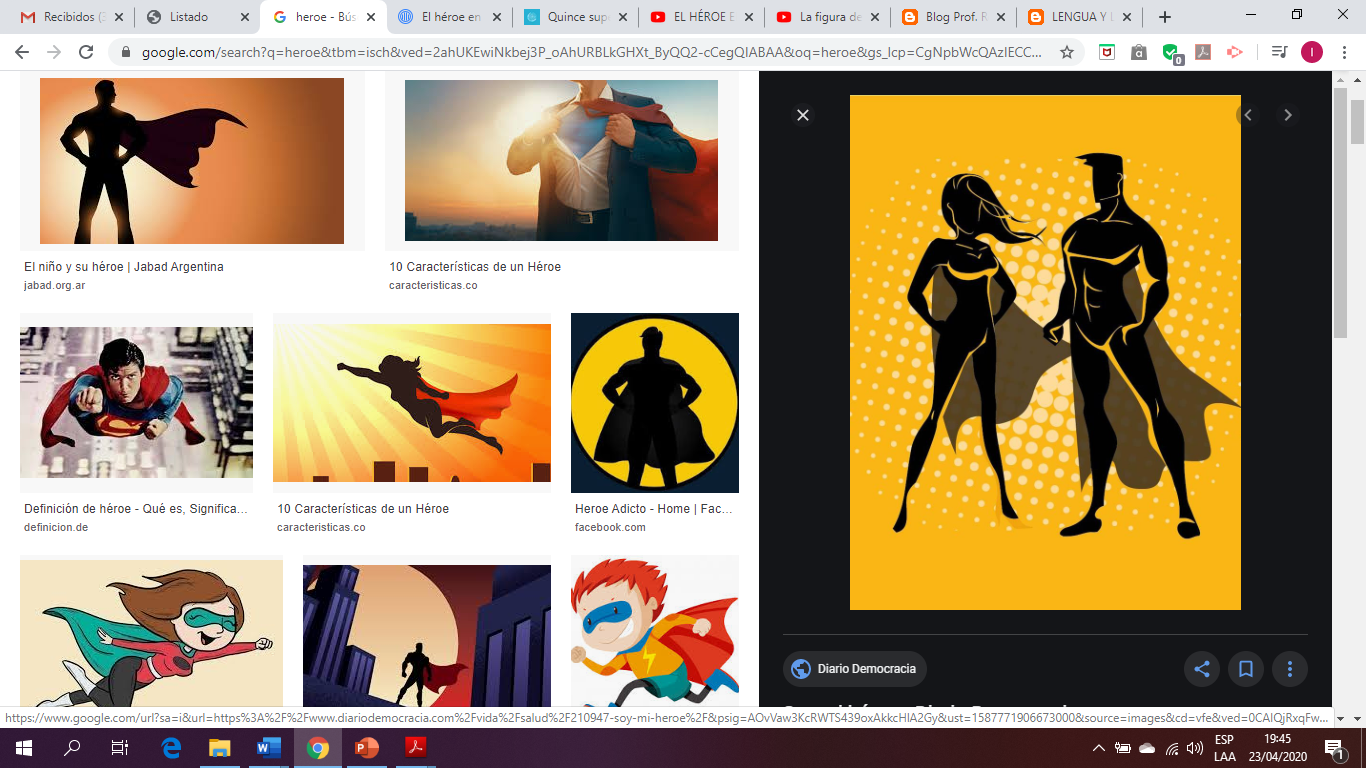 Recibidos (3
Listado
heroe - Bús
El héroe en
Quince sup
EL HÉROE E
La figura de
Blog Prof. R
LENGUA Y L
google.com/search?q=heroe&tbm=isch&ved=2ahUKEwiNkbej3P_oAhURBLkGHXt_ByQQ2-cCegQIABAA&oq=heroe&gs_lcp=CgNpbWcQAzIECC...
0
I
El niño y su héroe | Jabad Argentina
jabad.org.ar
10 Características de un Héroe
caracteristicas.co
Definición de héroe - Qué es, Significa...
definicion.de
10 Características de un Héroe
caracteristicas.co
Heroe Adicto - Home | Fac...
facebook.com
Diario Democracia
https://www.google.com/url?sa=i&url=https%3A%2F%2Fwww.diariodemocracia.com%2Fvida%2Fsalud%2F210947-soy-mi-heroe%2F&psig=AOvVaw3KcRWTS439oxAkkcHlA2Gy&ust=1587771906673000&source=images&cd=vfe&ved=0CAIQjRxqFw...
ESP
LAA
19:45
23/04/2020
1